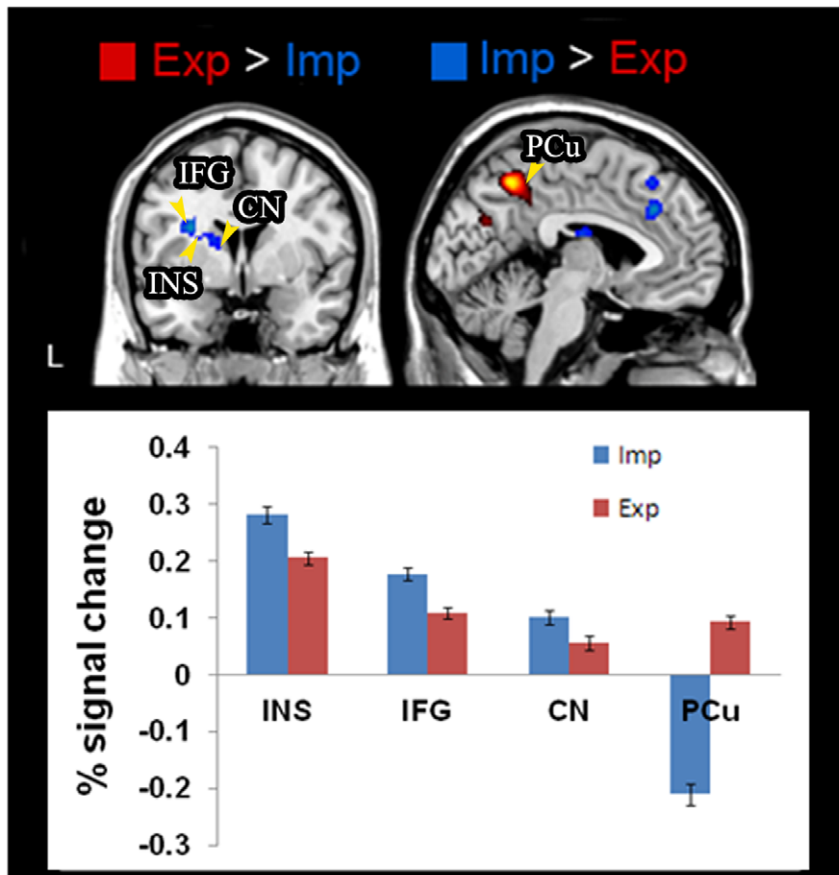 Exp > Imp
Imp > Exp
IFG
CN
INS
PCu
L
% signal change
0.4
0.3
0.2
0.1
0
-0.1
-0.2
-0.3
Imp
Exp
INS
IFG
CN
PCu